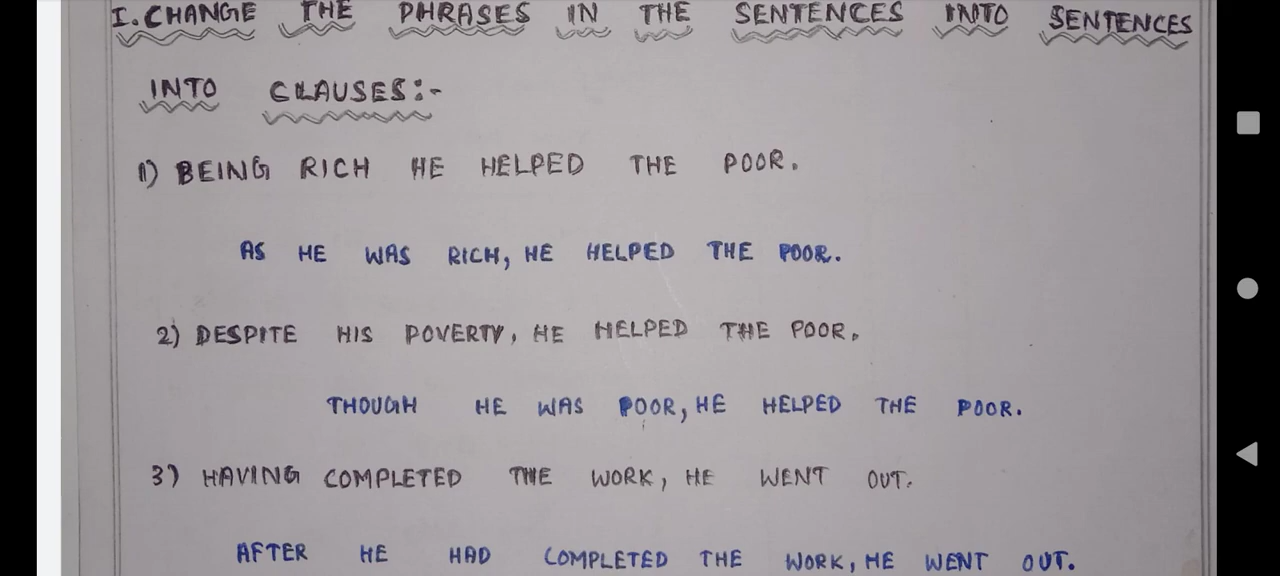 I. CHANGE THE PHRASES IN THE SENTENCES INTO SENTENCES
INTO CLAUSES:-
1) BEING RICH HE HELPED THE POOR.
AS HE WAS RICH, HE HELPED THE POOR.
2) DESPITE HIS POVERTY, HE HELPED THE POOR.
THOUGH HE WAS POOR, HE HELPED THE POOR.
3) HAVING COMPLETED THE WORK, HE WENT OUT.
AFTER HE HAD COMPLETED THE WORK, HE WENT OUT.